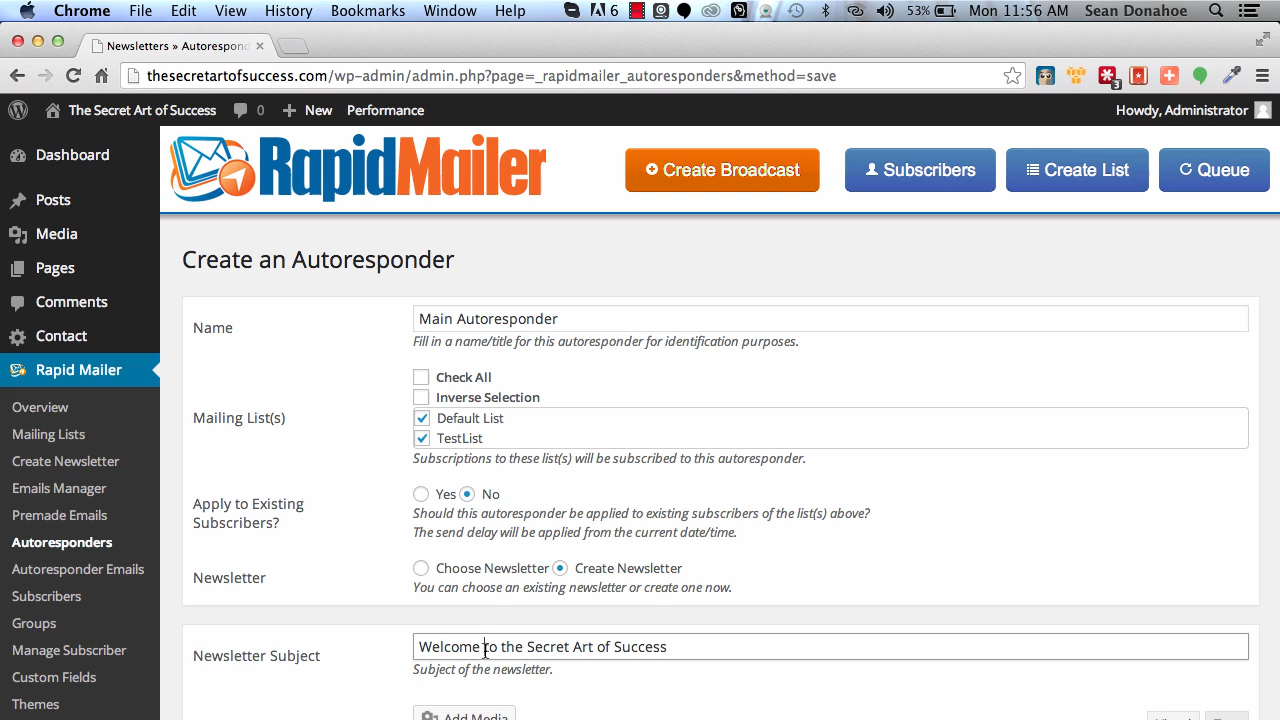 Chrome File Edit View History Bookmarks Window Help 6 53% Mon 11:56 AM Sean Donahoe
Newsletters » Autorespond
thesecretartofsuccess.com/wp-admin/admin.php?page=_rapidmailer_autoresponders&method=save 3
The Secret Art of Success 0 New Performance Howdy, Administrator
Dashboard
Posts
Media
Pages
Comments
Contact
Rapid Mailer
Overview
Mailing Lists
Create Newsletter
Emails Manager
Premade Emails
Autoresponders
Autoresponder Emails
Subscribers
Groups
Manage Subscriber
Custom Fields
Themes
RapidMailer Create Broadcast Subscribers Create List Queue
Create an Autoresponder
Name Main Autoresponder
Fill in a name/title for this autoresponder for identification purposes.
Check All
Inverse Selection
Mailing List(s) Default List
TestList
Subscriptions to these list(s) will be subscribed to this autoresponder.
Apply to Existing Subscribers? Yes No
Should this autoresponder be applied to existing subscribers of the list(s) above?
The send delay will be applied from the current date/time.
Newsletter Choose Newsletter Create Newsletter
You can choose an existing newsletter or create one now.
Newsletter Subject Welcome to the Secret Art of Success
Subject of the newsletter.
Add Media